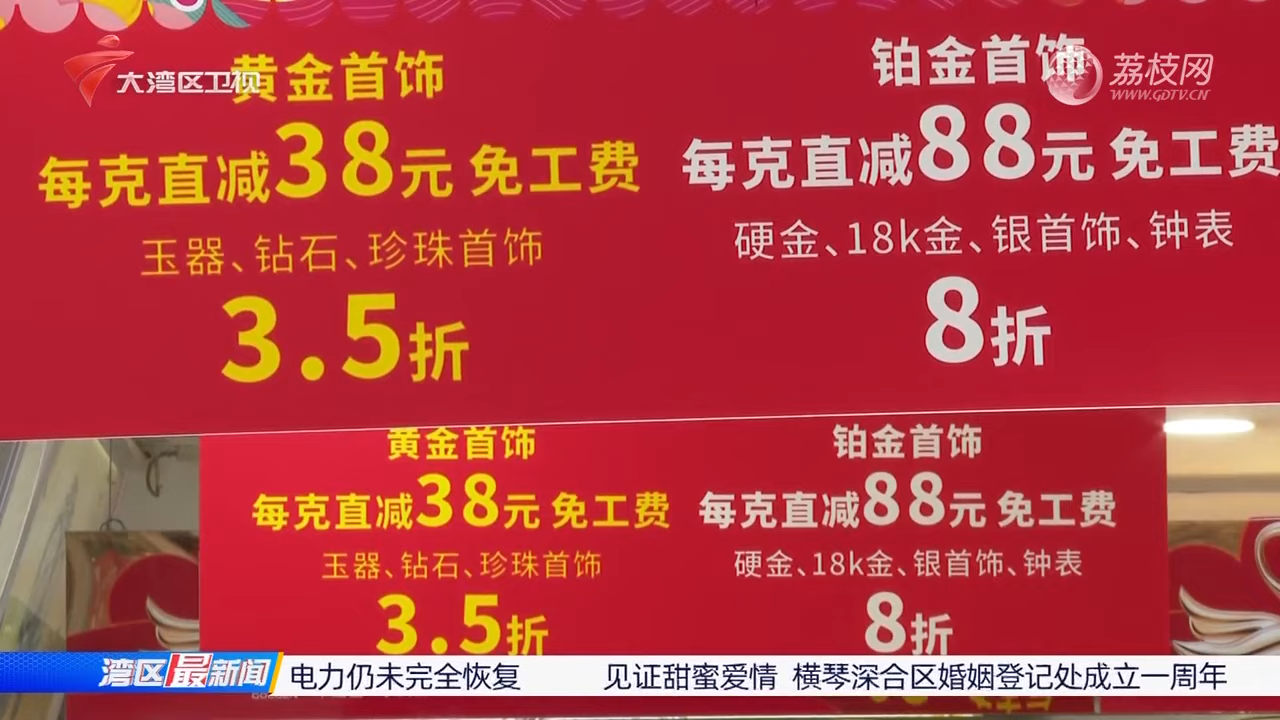 大湾区卫视
荔枝网
WWW.GDTV.CN
黄金首饰
每克直减38元 免工费
玉器、钻石、珍珠首饰
3.5折
铂金首饰
每克直减88元 免工费
硬金、18k金、银首饰、钟表
8折
黄金首饰
每克直减38元 免工费
玉器、钻石、珍珠首饰
3.5折
铂金首饰
每克直减88元 免工费
硬金、18k金、银首饰、钟表
8折
湾区最新闻
电力仍未完全恢复 见证甜蜜爱情 横琴深合区婚姻登记处成立一周年